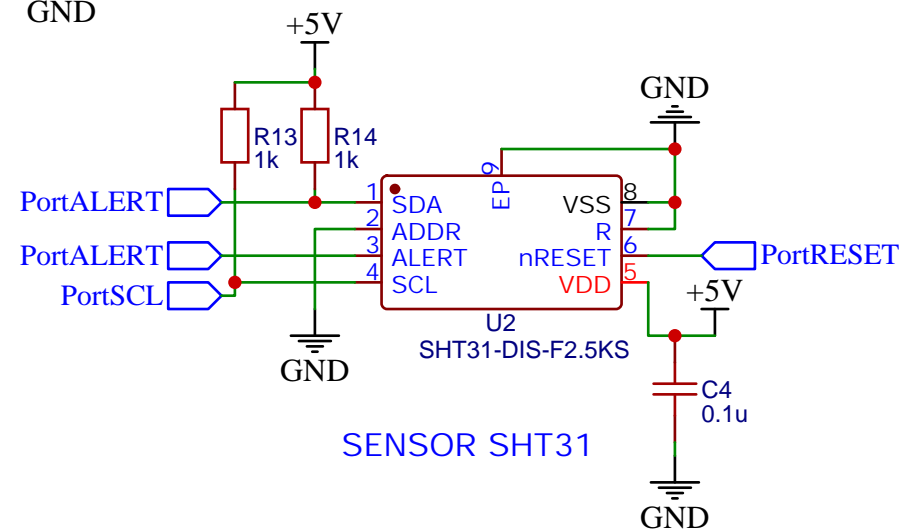 GND
+5V
GND
R13
1k
R14
1k
9
EP
PortALERT
1
SDA
VSS
8
2
ADDR
R
7
PortALERT
3
ALERT
nRESET
6
PortRESET
PortSCL
4
SCL
VDD
5
+5V
U2
SHT31-DIS-F2.5KS
GND
C4
0.1u
SENSOR SHT31
GND